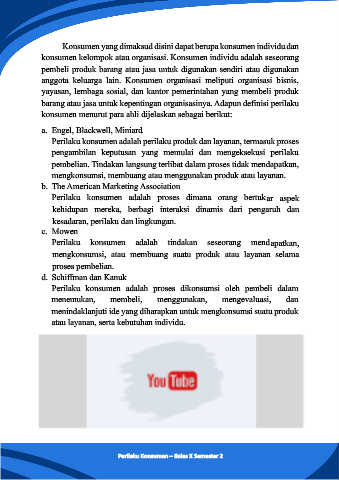 Konsumen yang dimaksud disini dapat berupa konsumen individu dan
konsumen kelompok atau organisasi. Konsumen individu adalah seseorang
pembeli produk barang atau jasa untuk digunakan sendiri atau digunakan
anggota keluarga lain. Konsumen organisasi meliputi organisasi bisnis,
yayasan, lembaga sosial, dan kantor pemerintahan yang membeli produk
barang atau jasa untuk kepentingan organisasinya. Adapun definisi perilaku
konsumen menurut para ahli dijelaskan sebagai berikut:
a. Engel, Blackwell, Miniard
Perilaku konsumen adalah perilaku produk dan layanan, termasuk proses
pengambilan keputusan yang memulai dan mengeksekusi perilaku
pembelian. Tindakan langsung terlibat dalam proses tidak mendapatkan,
mengkonsumsi, membuang atau menggunakan produk atau layanan.
b. The American Marketing Association
Perilaku konsumen adalah proses dimana orang bertukar aspek
kehidupan mereka, berbagi interaksi dinamis dari pengaruh dan
kesadaran, perilaku dan lingkungan.
c. Mowen
Perilaku konsumen adalah tindakan seseorang mendapatkan,
mengkonsumsi, atau membuang suatu produk atau layanan selama
proses pembelian.
d. Schiffman dan Kanuk
Perilaku konsumen adalah proses dikonsumsi oleh pembeli dalam
menemukan, membeli, menggunakan, mengevaluasi, dan
menindaklanjuti ide yang diharapkan untuk mengkonsumsi suatu produk
atau layanan, serta kebutuhan individu.
YouTube
Perilaku Konsumen – Kelas X Semester 2